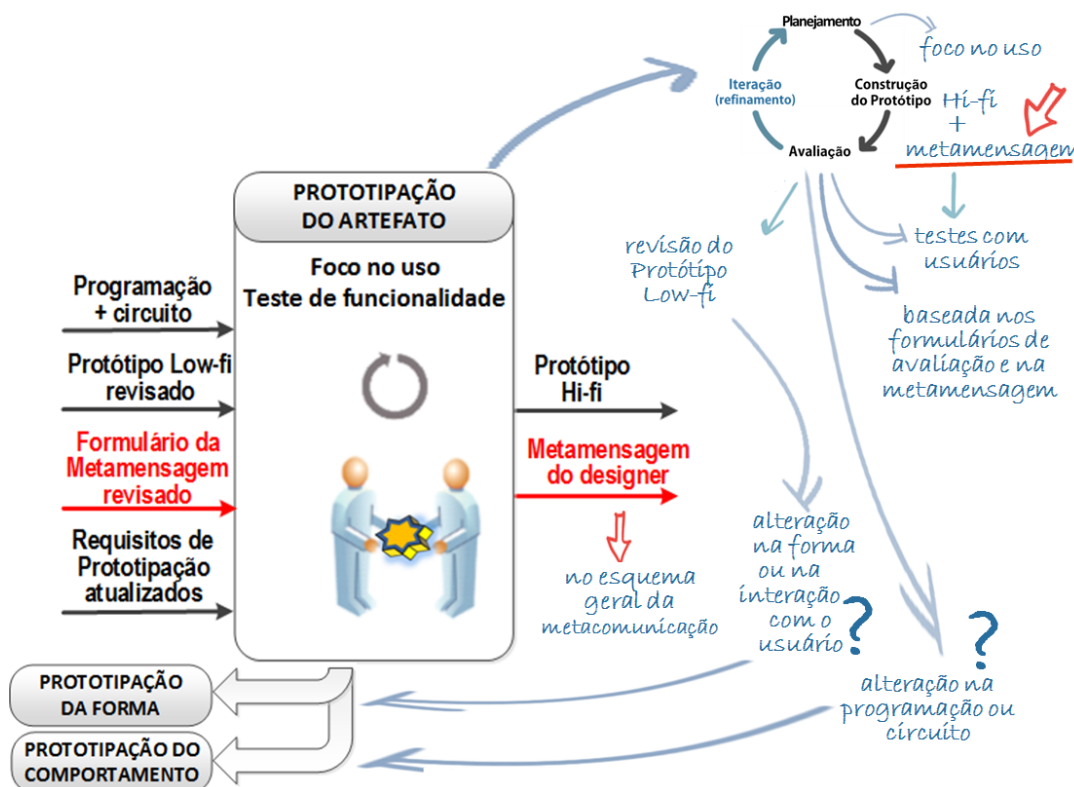 Planejamento
foco no uso
Iteração
(refinamento)
Construção
do Protótipo
Hi-fi
+
metamensagem
Avaliação
PROTOTIPAÇÃO
DO ARTEFATO
Foco no uso
Teste de funcionalidade
Programação
+ circuito
Protótipo Low-fi
revisado
Formulário da
Metamensagem
revisado
Requisitos de
Prototipação
atualizados
Protótipo
Hi-fi
Metamensagem
do designer
no esquema
geral da
metacomunicação
revisão do
Protótipo
Low-fi
testes com
usuários
baseada nos
formulários de
avaliação e na
metamensagem
alteração
na forma
ou na
interação
com o
usuário ?
?
alteração na
programação ou
circuito
PROTOTIPAÇÃO
DA FORMA
PROTOTIPAÇÃO DO
COMPORTAMENTO